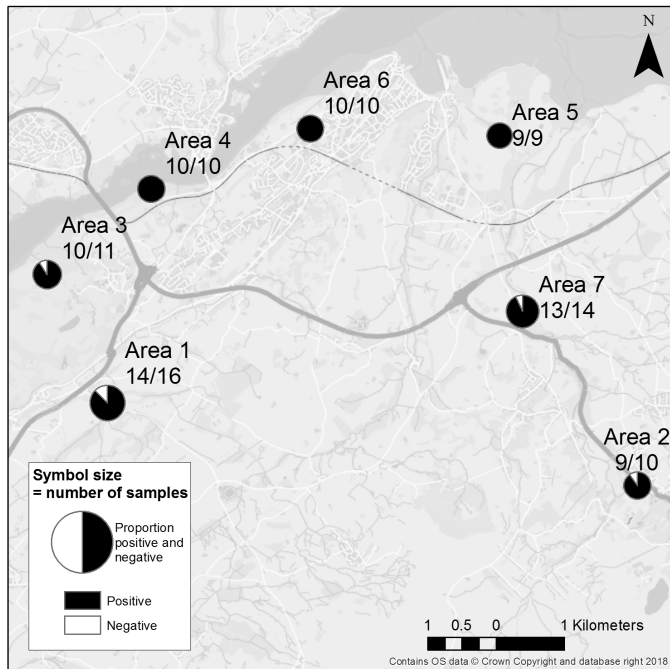 N
Area 6
10/10
Area 5
9/9
Area 4
10/10
Area 3
10/11
Area 7
13/14
Area 1
14/16
Area 2
9/10
Symbol size
= number of samples
Proportion
positive and
negative
Positive
Negative
1 0.5 0 1 Kilometers
Contains OS data © Crown Copyright and database right 2018